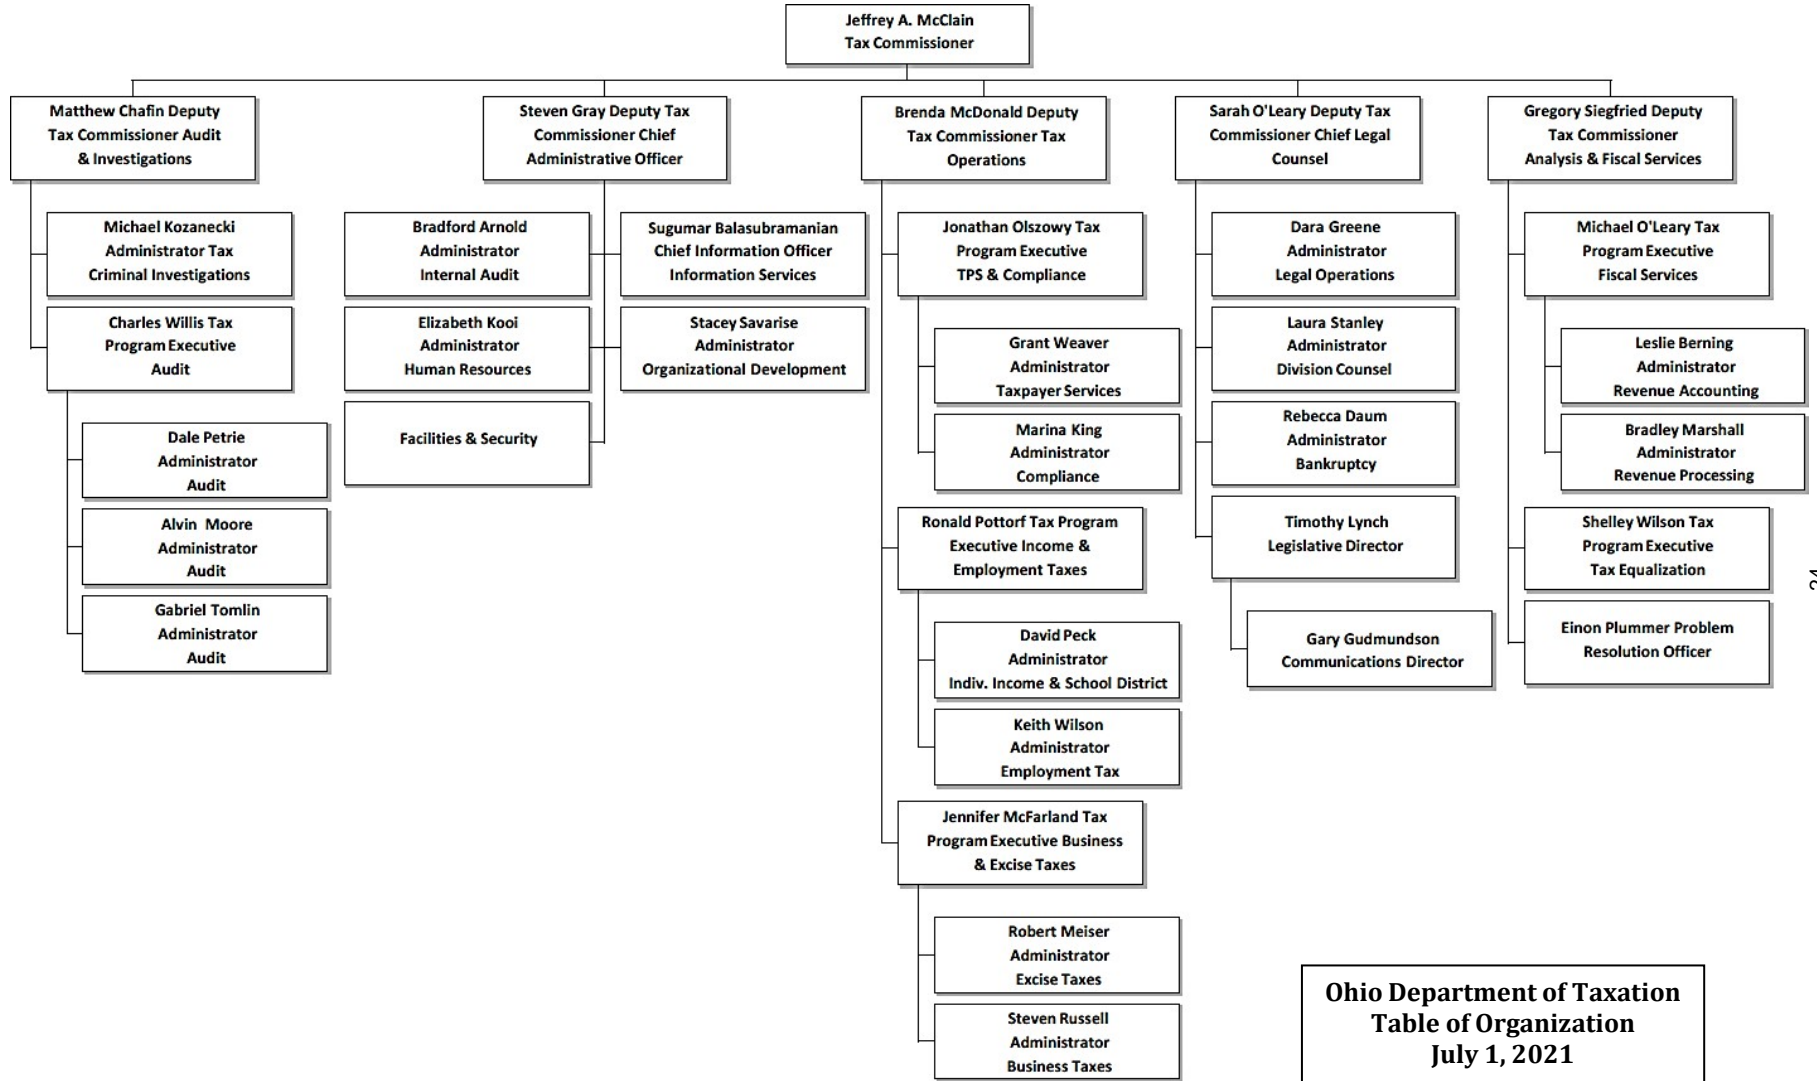 Jeffrey A. McClain
Tax Commissioner
Matthew Chafin Deputy
Tax Commissioner Audit
& Investigations
Michael Kozanecki
Administrator Tax
Criminal Investigations
Charles Willis Tax
Program Executive
Audit
Dale Petrie
Administrator
Audit
Alvin Moore
Administrator
Audit
Gabriel Tomlin
Administrator
Audit
Steven Gray Deputy Tax
Commissioner Chief
Administrative Officer
Bradford Arnold
Administrator
Internal Audit
Sugumar Balasubramanian
Chief Information Officer
Information Services
Elizabeth Kooi
Administrator
Human Resources
Stacey Savarise
Administrator
Organizational Development
Facilities & Security
Brenda McDonald Deputy
Tax Commissioner Tax
Operations
Jonathan Olszowy Tax
Program Executive
TPS & Compliance
Grant Weaver
Administrator
Taxpayer Services
Marina King
Administrator
Compliance
Ronald Pottorf Tax Program
Executive Income &
Employment Taxes
David Peck
Administrator
Indiv. Income & School District
Keith Wilson
Administrator
Employment Tax
Jennifer McFarland Tax
Program Executive Business
& Excise Taxes
Robert Meiser
Administrator
Excise Taxes
Steven Russell
Administrator
Business Taxes
Sarah O'Leary Deputy Tax
Commissioner Chief Legal
Counsel
Dara Greene
Administrator
Legal Operations
Laura Stanley
Administrator
Division Counsel
Rebecca Daum
Administrator
Bankruptcy
Timothy Lynch
Legislative Director
Gary Gudmundson
Communications Director
Gregory Siegfried Deputy
Tax Commissioner
Analysis & Fiscal Services
Michael O'Leary Tax
Program Executive
Fiscal Services
Leslie Berning
Administrator
Revenue Accounting
Bradley Marshall
Administrator
Revenue Processing
Shelley Wilson Tax
Program Executive
Tax Equalization
Einon Plummer Problem
Resolution Officer
24
Ohio Department of Taxation
Table of Organization
July 1, 2021